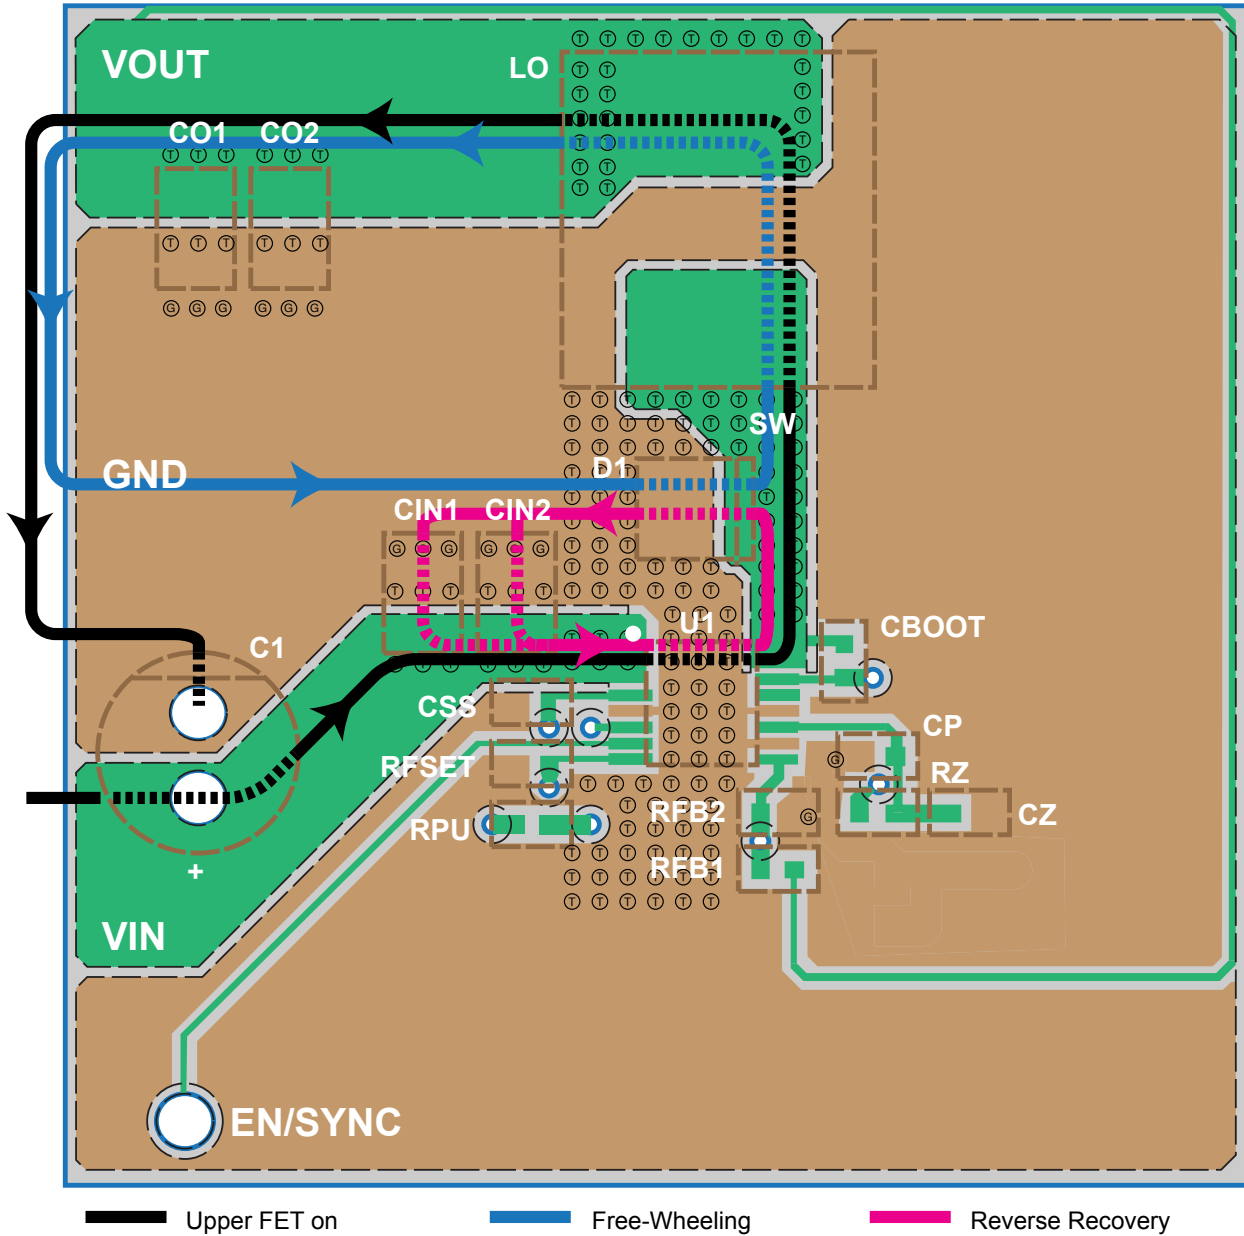 VOUT
LO
CO1 CO2
SW
GND
D1
CIN1 CIN2
U1
CBOOT
C1
CSS
CP
RFSET
RZ
RPU
RFB2
CZ
RFB1
+
VIN
EN/SYNC
Upper FET on
Free-Wheeling
Reverse Recovery